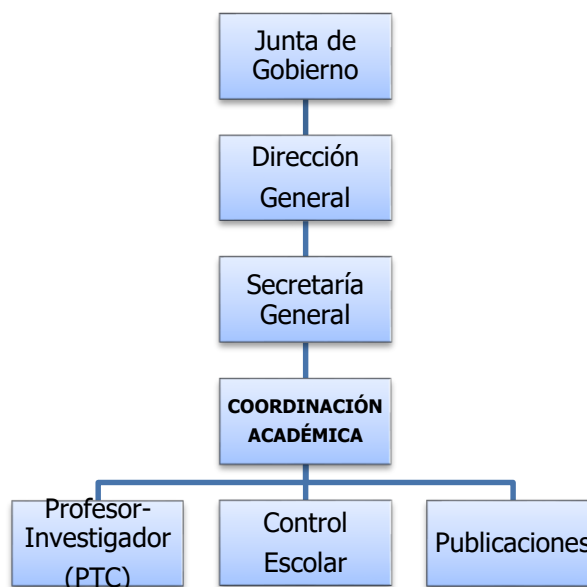 Junta de
Gobierno
Dirección
General
Secretaría
General
COORDINACIÓN
ACADÉMICA
Profesor-
Investigador
(PTC)
Control
Escolar
Publicaciones